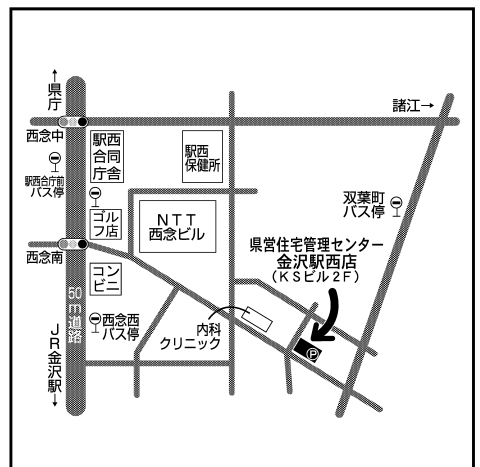 ↑県庁
諸江→
西念中
駅西
合同
庁舎
駅西
保健所
駅西合庁前
バス停
ゴル
フ店
NTT
西念ビル
双葉町
バス停
西念南
コン
ビニ
県営住宅管理センター
金沢駅西店
(KSビル2F)
50m道路
西念西
バス停
内科
クリニック
P
JR金沢駅↓